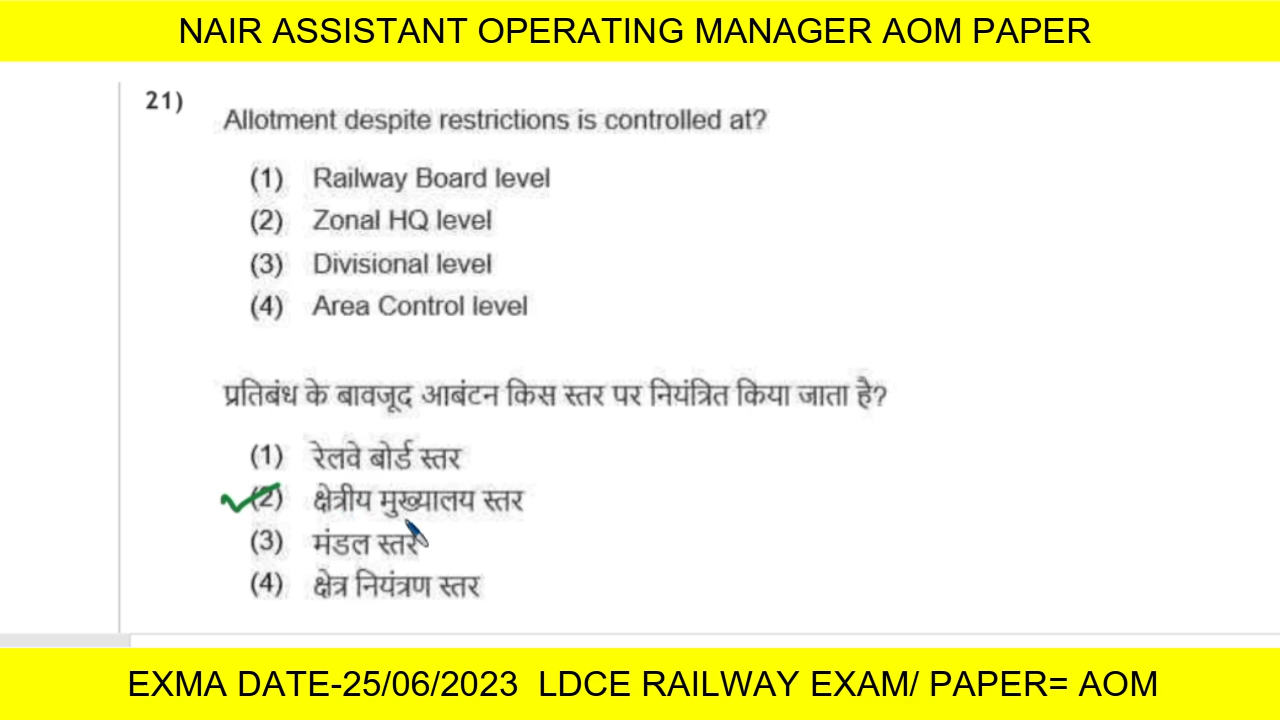 NAIR ASSISTANT OPERATING MANAGER AOM PAPER
21)
Allotment despite restrictions is controlled at?
(1) Railway Board level
(2) Zonal HQ level
(3) Divisional level
(4) Area Control level
प्रतिबंध के बावजूद आबंटन किस स्तर पर नियंत्रित किया जाता है?
(1) रेलवे बोर्ड स्तर
(2) क्षेत्रीय मुख्यालय स्तर
(3) मंडल स्तर
(4) क्षेत्र नियंत्रण स्तर
EXMA DATE-25/06/2023 LDCE RAILWAY EXAM/ PAPER= AOM